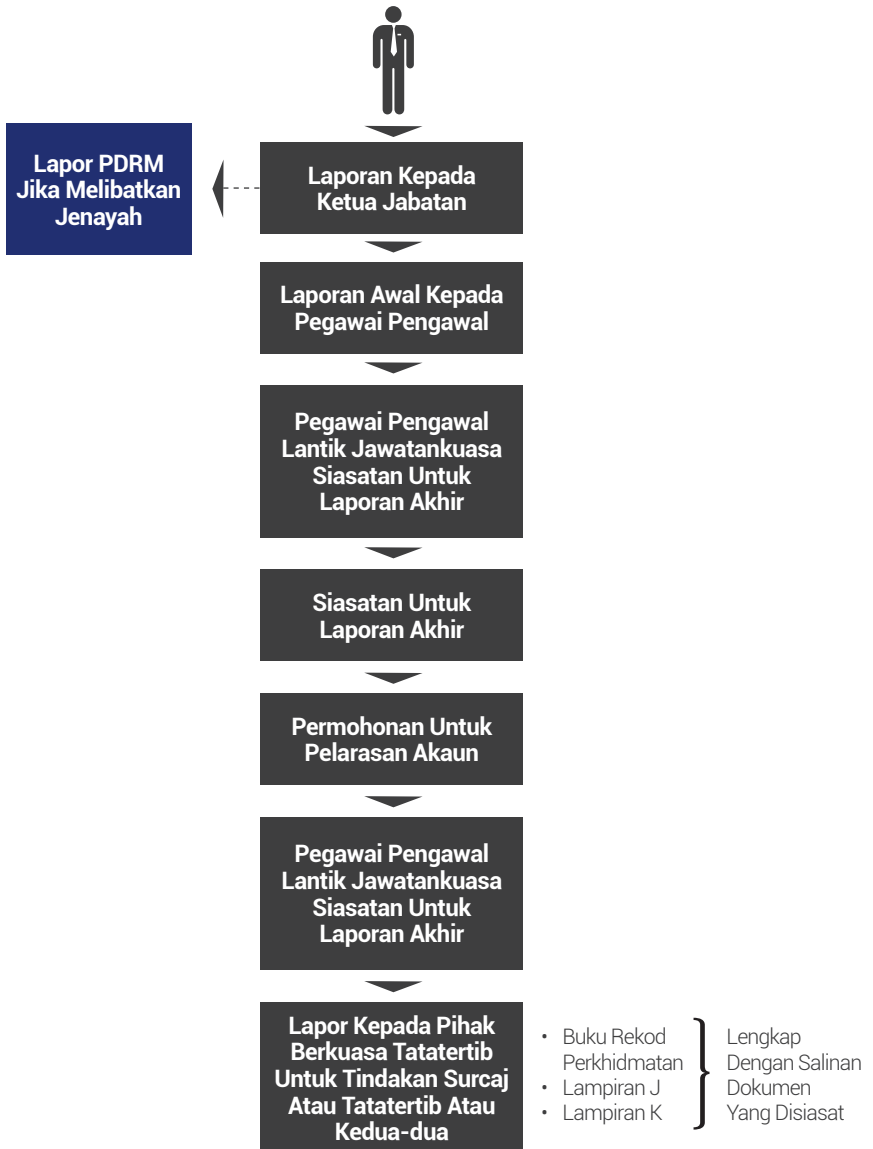 Lapor PDRM
Jika Melibatkan
Jenayah
Laporan Kepada
Ketua Jabatan
Laporan Awal Kepada
Pegawai Pengawal
Pegawai Pengawal
Lantik Jawatankuasa
Siasatan Untuk
Laporan Akhir
Siasatan Untuk
Laporan Akhir
Permohonan Untuk
Pelarasan Akaun
Pegawai Pengawal
Lantik Jawatankuasa
Siasatan Untuk
Laporan Akhir
Lapor Kepada Pihak
Berkuasa Tatatertib
Untuk Tindakan Surcaj
Atau Tatatertib Atau
Kedua-dua
• Buku Rekod
Perkhidmatan
• Lampiran J
• Lampiran K
Lengkap
Dengan Salinan
Dokumen
Yang Disiasat